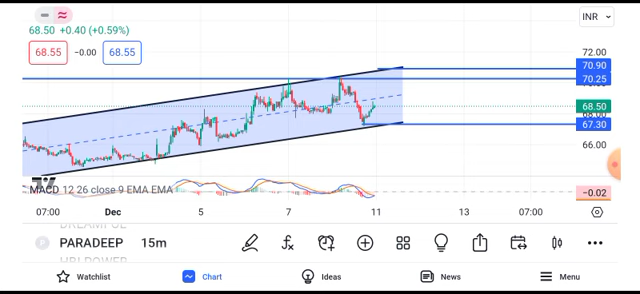 INR
68.50 +0.40 (+0.59%)
68.55 −0.00 68.55
72.00
70.90
70.25
68.50
67.30
66.00
MACD 12 26 close 9 EMA EMA
−0.02
07:00 Dec 5 7 11 13 07:00
P PARADEEP 15m
Watchlist Chart Ideas News Menu